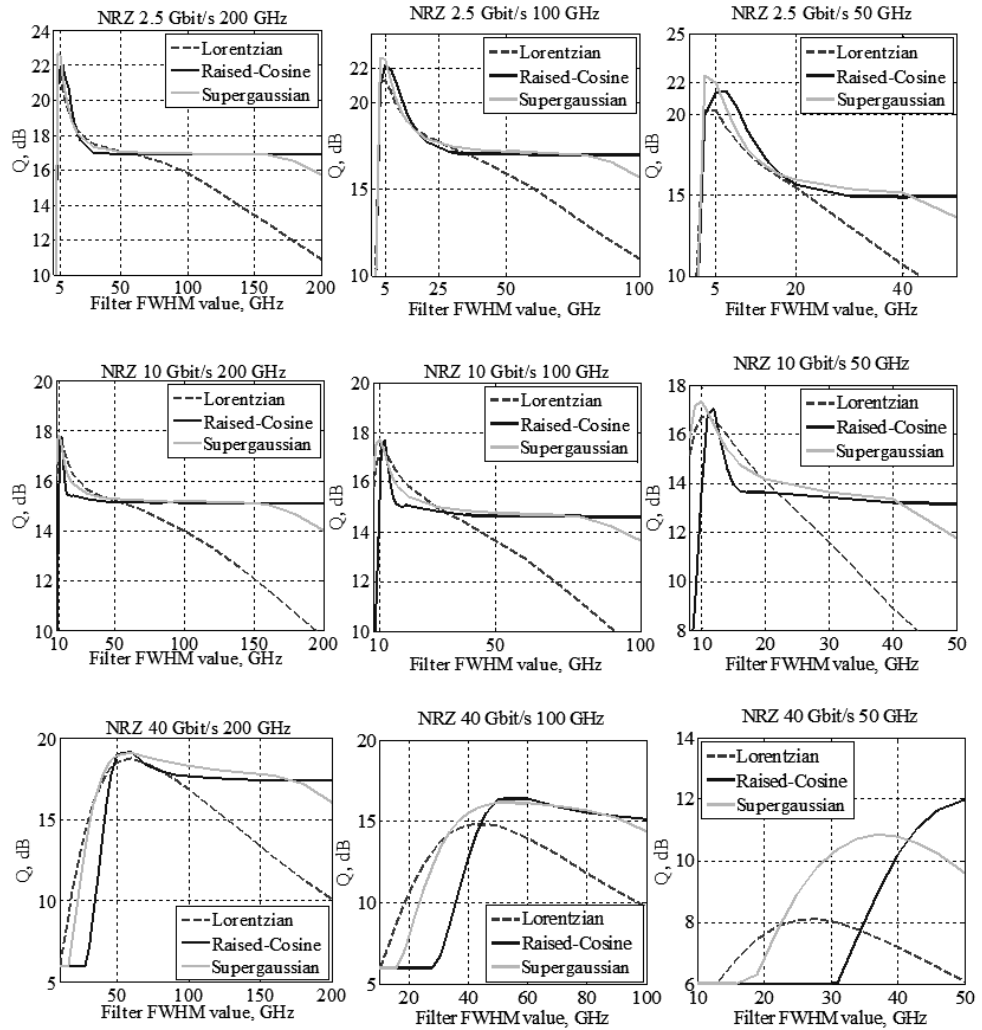 NRZ 2.5 Gbit/s 200 GHz
24
22
20
18
16
14
12
10
Q, dB
Lorentzian
Raised-Cosine
Supergaussian
5 50 100 150 200
Filter FWHM value, GHz
NRZ 2.5 Gbit/s 100 GHz
24
22
20
18
16
14
12
10
Q, dB
Lorentzian
Raised-Cosine
Supergaussian
5 25 50 75 100
Filter FWHM value, GHz
NRZ 2.5 Gbit/s 50 GHz
25
22
20
15
10
Q, dB
Lorentzian
Raised-Cosine
Supergaussian
5 20 40
Filter FWHM value, GHz
NRZ 10 Gbit/s 200 GHz
20
18
16
14
12
10
Q, dB
Lorentzian
Raised-Cosine
Supergaussian
10 50 100 150 200
Filter FWHM value, GHz
NRZ 10 Gbit/s 100 GHz
20
18
16
14
12
10
Q, dB
Lorentzian
Raised-Cosine
Supergaussian
10 50 100
Filter FWHM value, GHz
NRZ 10 Gbit/s 50 GHz
18
16
14
12
10
8
Q, dB
Lorentzian
Raised-Cosine
Supergaussian
10 20 30 40 50
Filter FWHM value, GHz
NRZ 40 Gbit/s 200 GHz
20
15
10
5
Q, dB
Lorentzian
Raised-Cosine
Supergaussian
50 100 150 200
Filter FWHM value, GHz
NRZ 40 Gbit/s 100 GHz
20
15
10
5
Q, dB
Lorentzian
Raised-Cosine
Supergaussian
20 40 60 80 100
Filter FWHM value, GHz
NRZ 40 Gbit/s 50 GHz
14
12
10
8
6
Q, dB
Lorentzian
Raised-Cosine
Supergaussian
10 20 30 40 50
Filter FWHM value, GHz